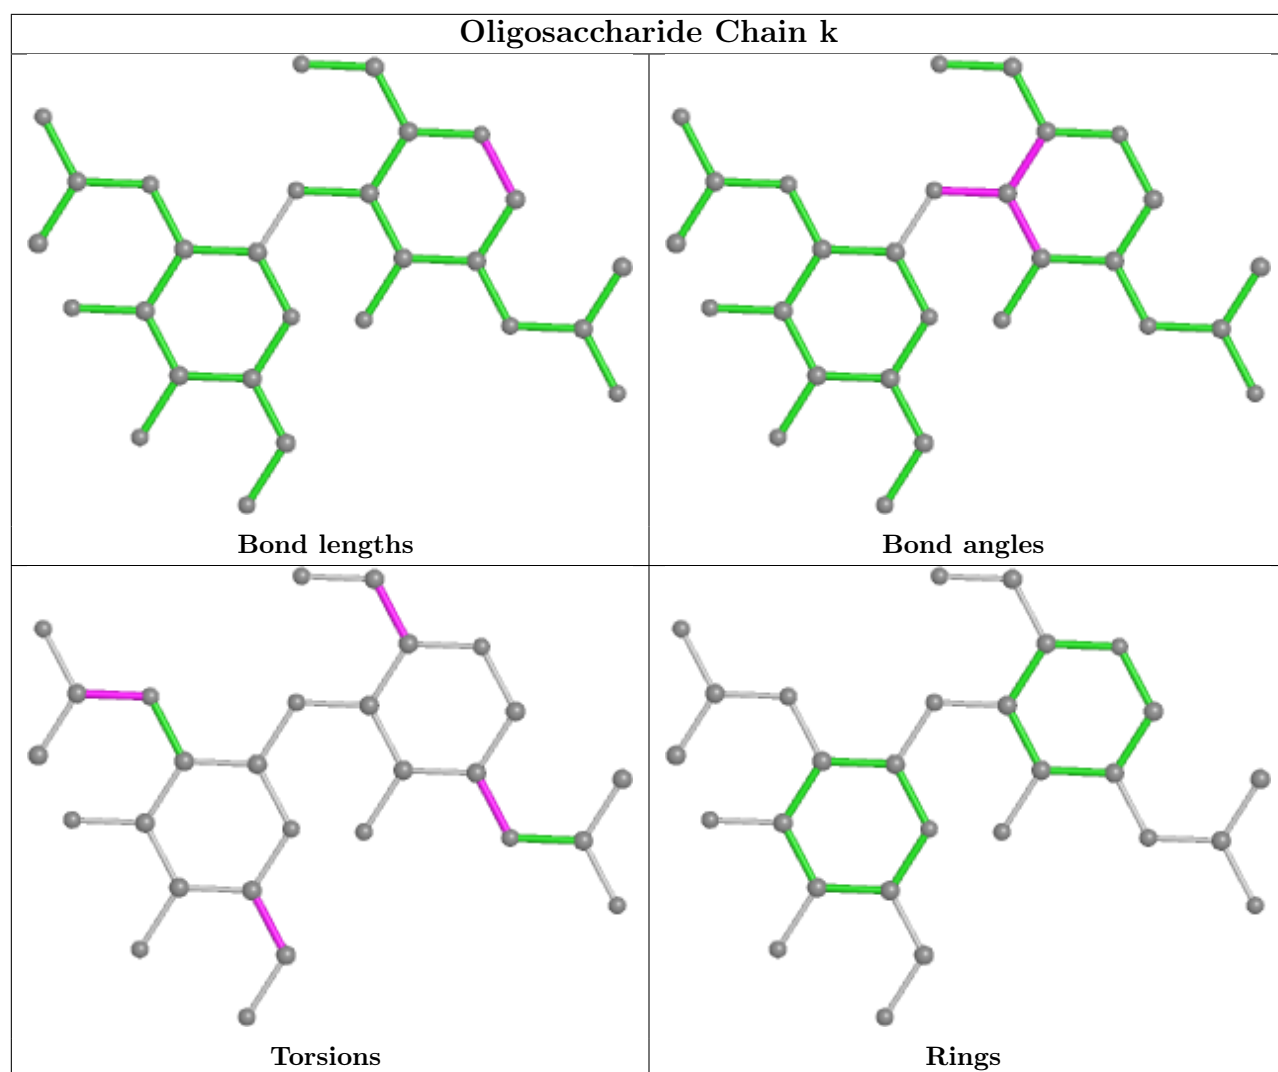 Oligosaccharide Chain k
Bond lengths
Bond angles
Torsions
Rings